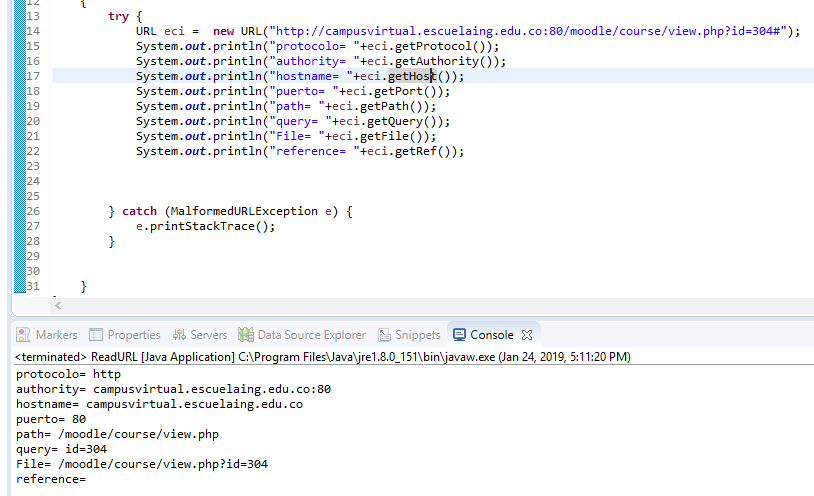 12 {
13 try {
14 URL eci =  new URL("http://campusvirtual.escuelaing.edu.co:80/moodle/course/view.php?id=304#");
15 System.out.println("protocolo= "+eci.getProtocol());
16 System.out.println("authority= "+eci.getAuthority());
17 System.out.println("hostname= "+eci.getHost());
18 System.out.println("puerto= "+eci.getPort());
19 System.out.println("path= "+eci.getPath());
20 System.out.println("query= "+eci.getQuery());
21 System.out.println("File= "+eci.getFile());
22 System.out.println("reference= "+eci.getRef());
23
24
25
26 } catch (MalformedURLException e) {
27 e.printStackTrace();
28 }
29
30
31 }
Markers Properties Servers Data Source Explorer Snippets Console
<terminated> ReadURL [Java Application] C:\Program Files\Java\jre1.8.0_151\bin\javaw.exe (Jan 24, 2019, 5:11:20 PM)
protocolo= http
authority= campusvirtual.escuelaing.edu.co:80
hostname= campusvirtual.escuelaing.edu.co
puerto= 80
path= /moodle/course/view.php
query= id=304
File= /moodle/course/view.php?id=304
reference=